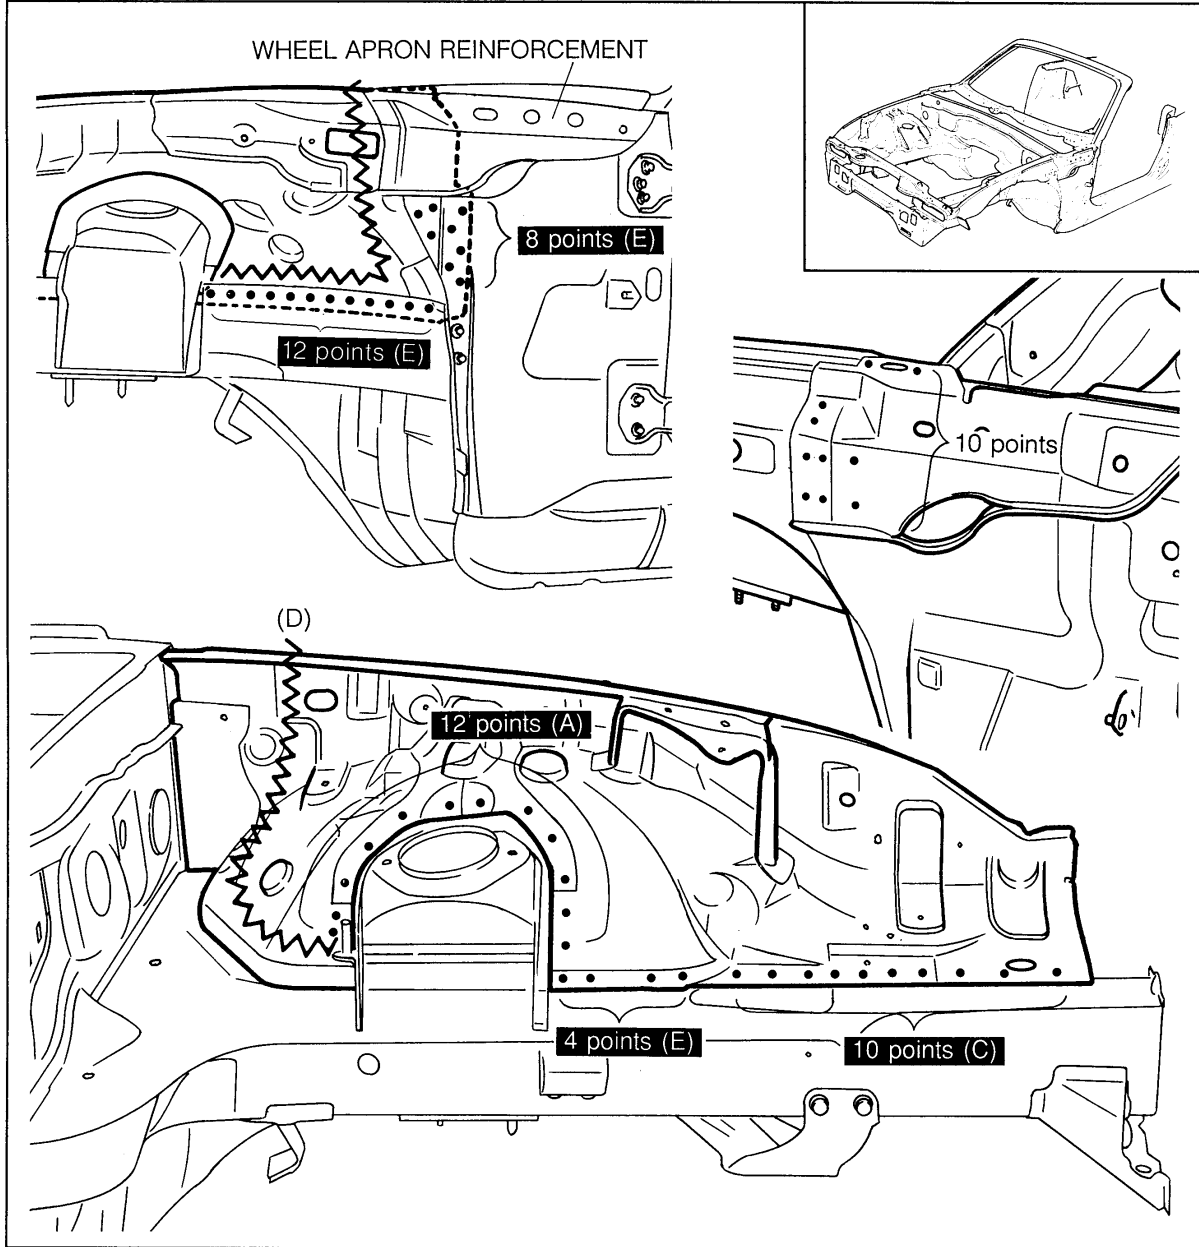 WHEEL APRON REINFORCEMENT
8 points (E)
12 points (E)
10 points
(D)
12 points (A)
4 points (E)
10 points (C)